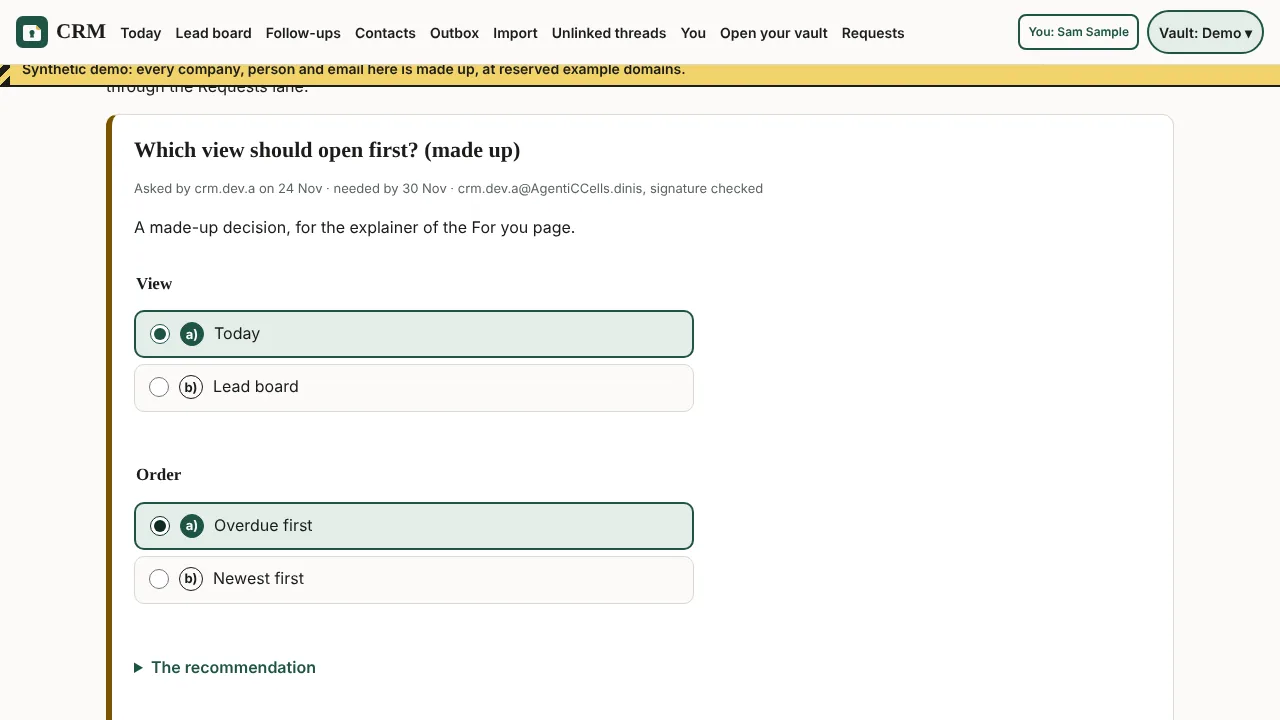 CRM Today Lead board Follow-ups Contacts Outbox Import Unlinked threads You Open your vault Requests You: Sam Sample Vault: Demo ▾
Synthetic demo: every company, person and email here is made up, at reserved example domains.
through the Requests lane.
Which view should open first? (made up)
Asked by crm.dev.a on 24 Nov · needed by 30 Nov · crm.dev.a@AgentiCCells.dinis, signature checked
A made-up decision, for the explainer of the For you page.
View
a) Today
b) Lead board
Order
a) Overdue first
b) Newest first
▶ The recommendation